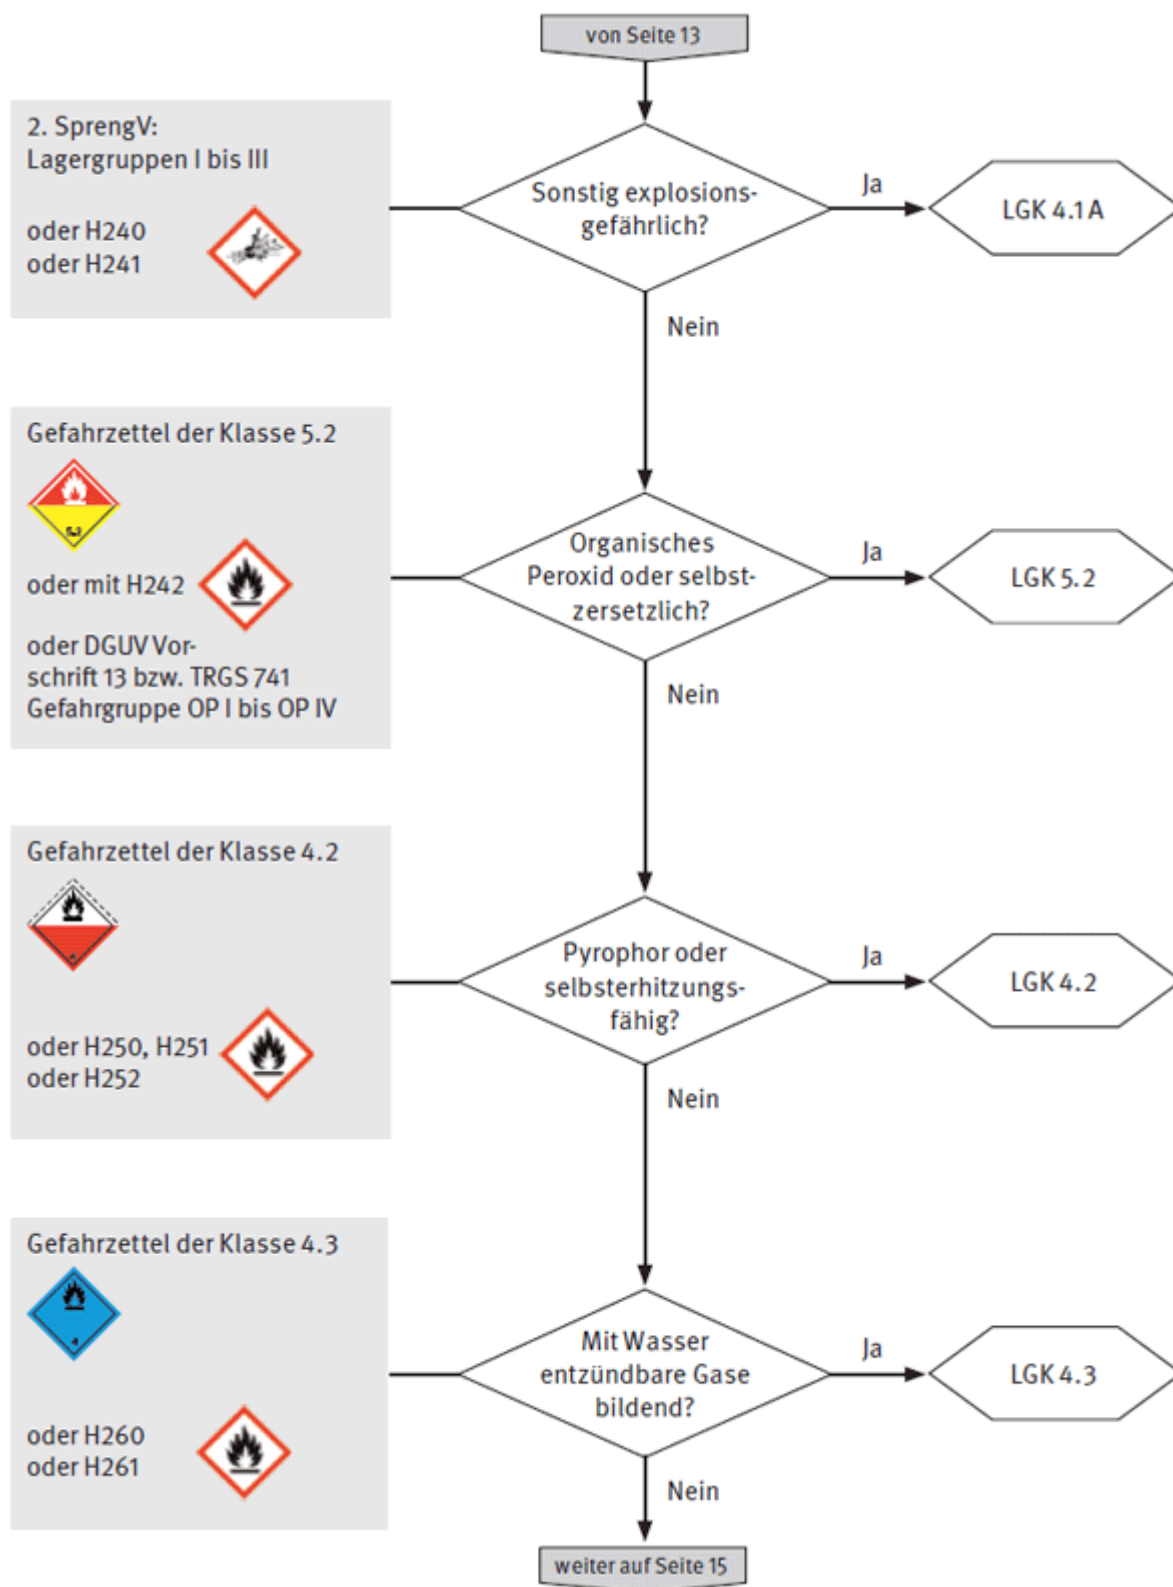 von Seite 13
2. SprengV:
Lagergruppen I bis III
oder H240
oder H241
Sonstig explosions-
gefährlich?
Ja
LGK 4.1 A
Nein
Gefahrzettel der Klasse 5.2
5.2
oder mit H242
oder DGUV Vor-
schrift 13 bzw. TRGS 741
Gefahrgruppe OP I bis OP IV
Organisches
Peroxid oder selbst-
zersetzlich?
Ja
LGK 5.2
Nein
Gefahrzettel der Klasse 4.2
oder H250, H251
oder H252
Pyrophor oder
selbsterhitzungs-
fähig?
Ja
LGK 4.2
Nein
Gefahrzettel der Klasse 4.3
4
oder H260
oder H261
Mit Wasser
entzündbare Gase
bildend?
Ja
LGK 4.3
Nein
weiter auf Seite 15